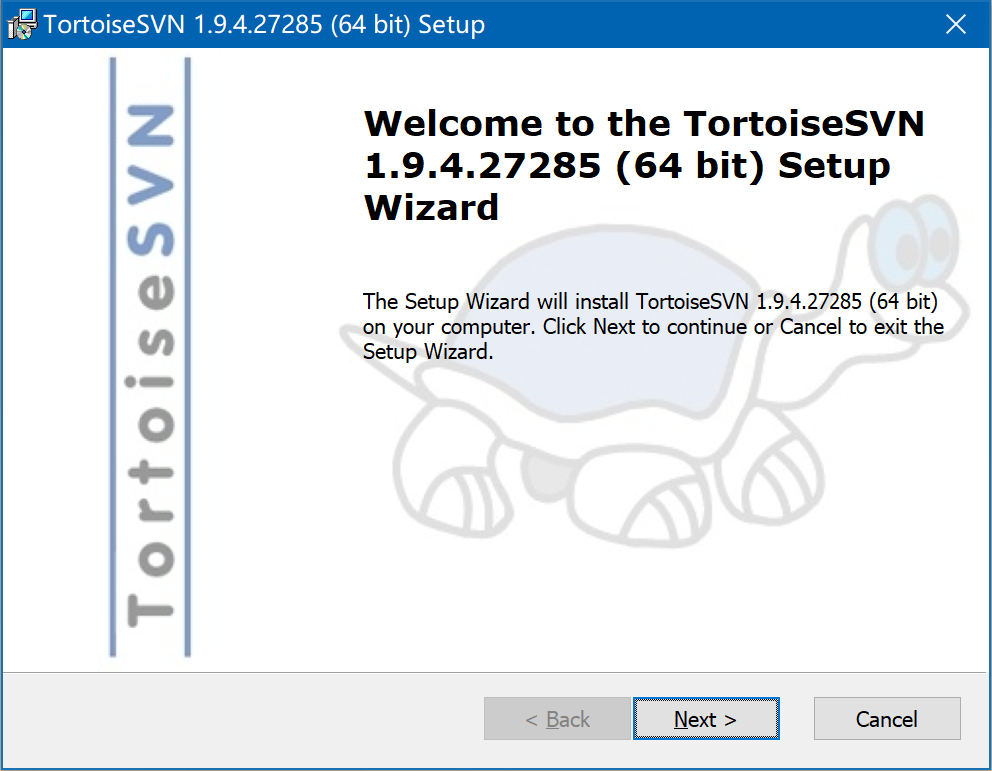 TortoiseSVN 1.9.4.27285 (64 bit) Setup
TortoiseSVN
Welcome to the TortoiseSVN
1.9.4.27285 (64 bit) Setup
Wizard
The Setup Wizard will install TortoiseSVN 1.9.4.27285 (64 bit)
on your computer. Click Next to continue or Cancel to exit the
Setup Wizard.
< Back
Next >
Cancel